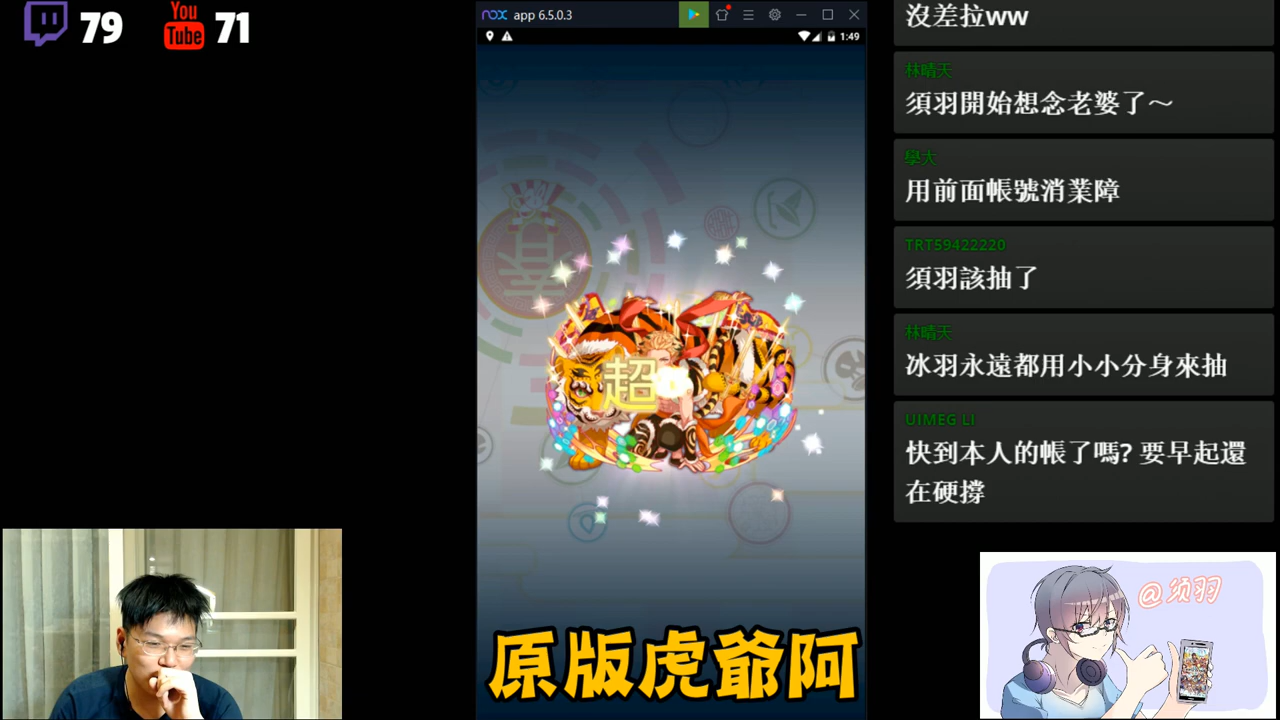 79
You
Tube
71
nox app 6.5.0.3
1:49
春
超
原版虎爺阿
沒差拉ww
林晴天
須羽開始想念老婆了～
學大
用前面帳號消業障
TRT59422220
須羽該抽了
林晴天
冰羽永遠都用小小分身來抽
UIMEG LI
快到本人的帳了嗎? 要早起還
在硬撐
@须羽